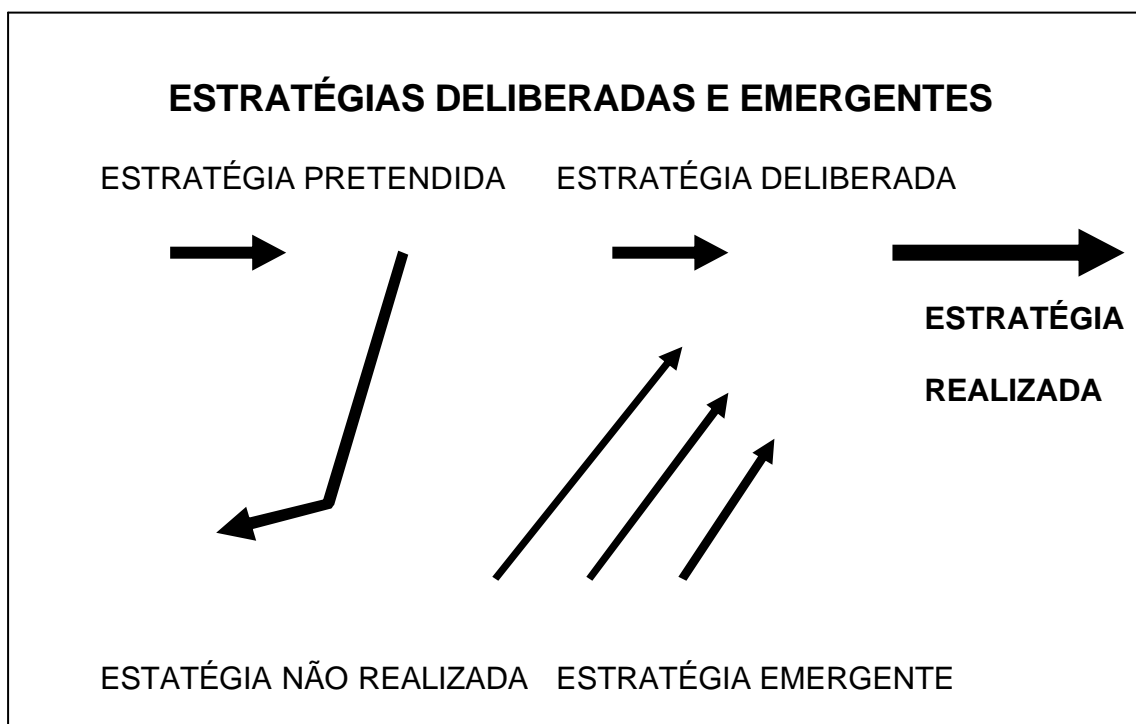 ESTRATÉGIAS DELIBERADAS E EMERGENTES
ESTRATÉGIA PRETENDIDA ESTRATÉGIA DELIBERADA
ESTRATÉGIA
REALIZADA
ESTATÉGIA NÃO REALIZADA ESTRATÉGIA EMERGENTE